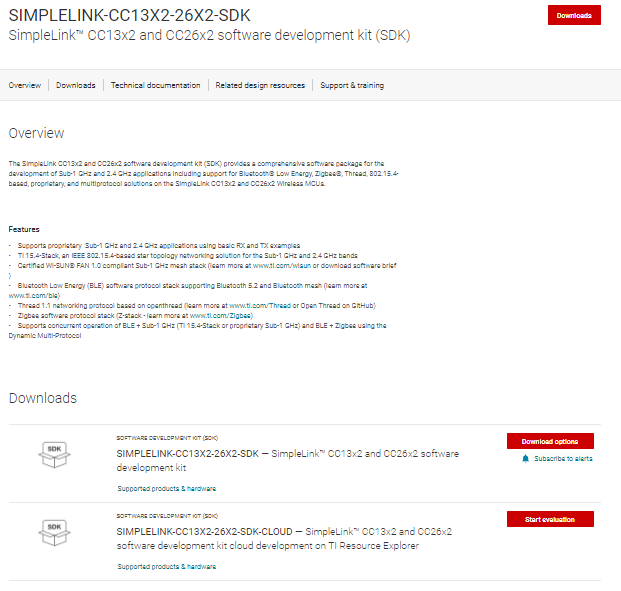 SIMPLELINK-CC13X2-26X2-SDK
Downloads
SimpleLink™ CC13x2 and CC26x2 software development kit (SDK)
Overview
Downloads
Technical documentation
Related design resources
Support & training
Overview
The SimpleLink CC13x2 and CC26x2 software development kit (SDK) provides a comprehensive software package for the
development of Sub-1 GHz and 2.4 GHz applications including support for Bluetooth® Low Energy, Zigbee®, Thread, 802.15.4-
based, proprietary, and multiprotocol solutions on the SimpleLink CC13x2 and CC26x2 Wireless MCUs.
Features
- Supports proprietary Sub-1 GHz and 2.4 GHz applications using basic RX and TX examples
- TI 15.4-Stack, an IEEE 802.15.4-based star topology networking solution for the Sub-1 GHz and 2.4 GHz bands
- Certified Wi-SUN® FAN 1.0 compliant Sub-1 GHz mesh stack (learn more at www.ti.com/wisun or download software brief
)
- Bluetooth Low Energy (BLE) software protocol stack supporting Bluetooth 5.2 and Bluetooth mesh (learn more at
www.ti.com/ble)
- Thread 1.1 networking protocol based on openthread (learn more at www.ti.com/Thread or Open Thread on GitHub)
- Zigbee software protocol stack (Z-stack - learn more at www.ti.com/Zigbee)
- Supports concurrent operation of BLE + Sub-1 GHz (TI 15.4-Stack or proprietary Sub-1 GHz) and BLE + Zigbee using the
Dynamic Multi-Protocol
Downloads
SDK
SOFTWARE DEVELOPMENT KIT (SDK)
SIMPLELINK-CC13X2-26X2-SDK — SimpleLink™ CC13x2 and CC26x2 software
development kit
Supported products & hardware
Download options
Subscribe to alerts
SDK
SOFTWARE DEVELOPMENT KIT (SDK)
SIMPLELINK-CC13X2-26X2-SDK-CLOUD — SimpleLink™ CC13x2 and CC26x2
software development kit cloud development on TI Resource Explorer
Supported products & hardware
Start evaluation